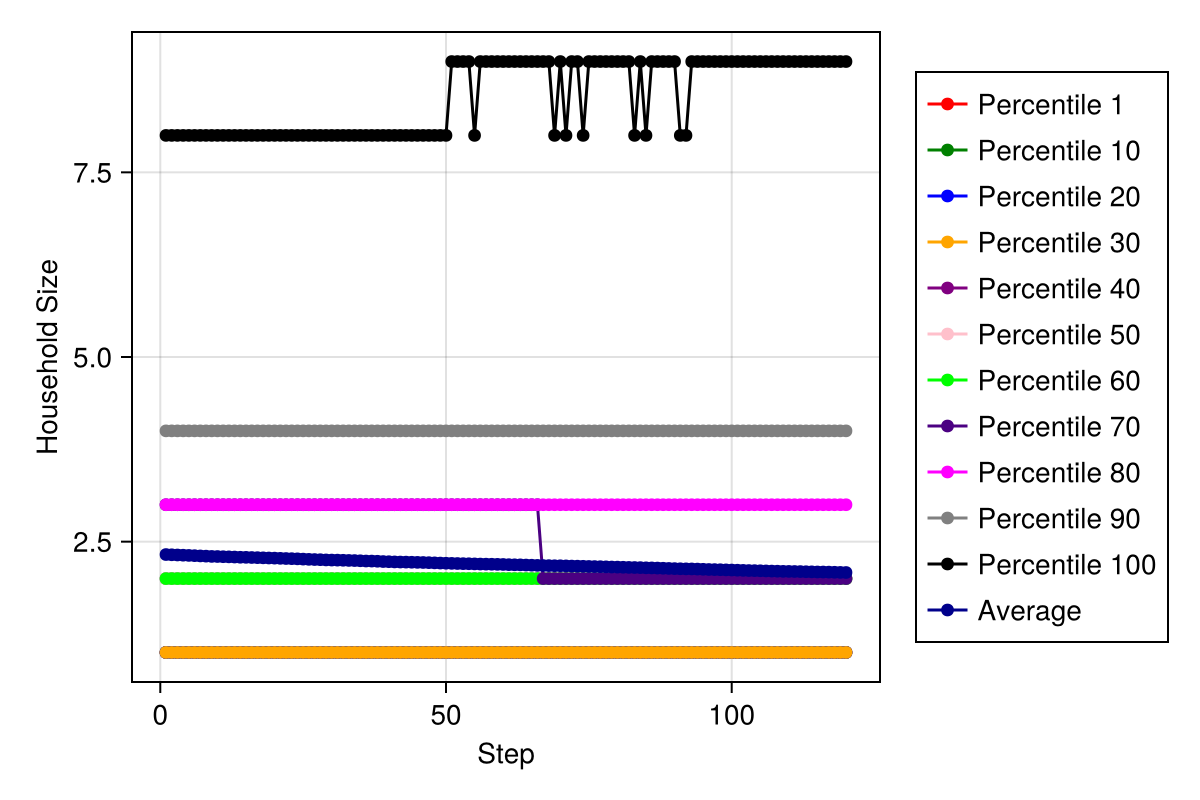 7.5
5.0
2.5
Household Size
0
50
100
Step
Percentile 1
Percentile 10
Percentile 20
Percentile 30
Percentile 40
Percentile 50
Percentile 60
Percentile 70
Percentile 80
Percentile 90
Percentile 100
Average